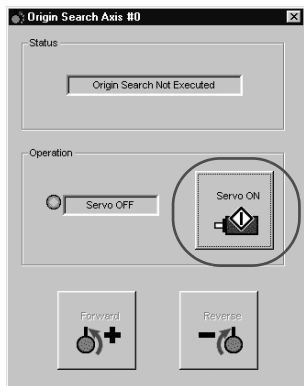 Origin Search Axis #0
Status
Origin Search Not Executed
Operation
Servo OFF
Servo ON
Forward
Reverse